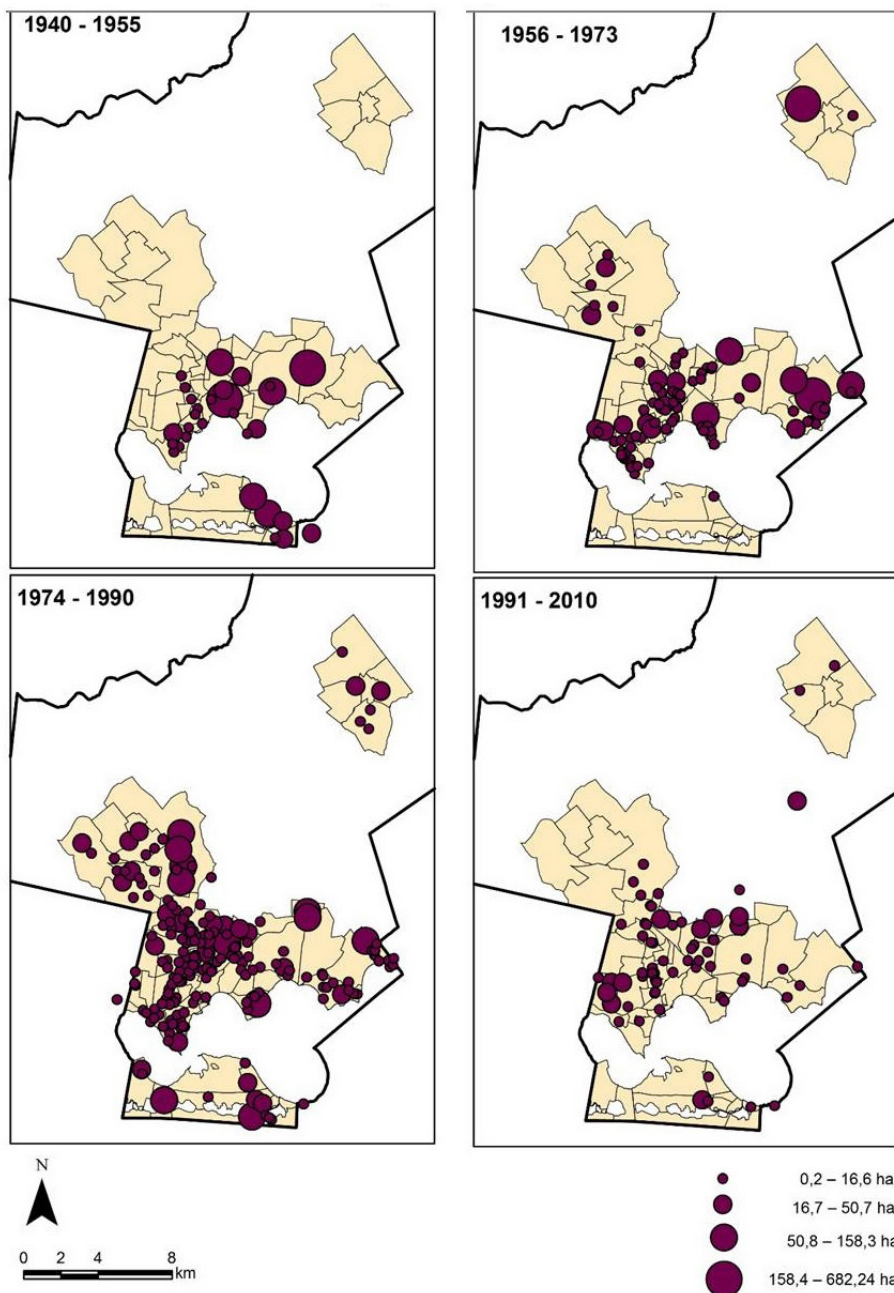 1940 - 1955
1956 - 1973
1974 - 1990
1991 - 2010
N
0 2 4 8
km
0,2 – 16,6 ha
16,7 – 50,7 ha
50,8 – 158,3 ha
158,4 – 682,24 ha